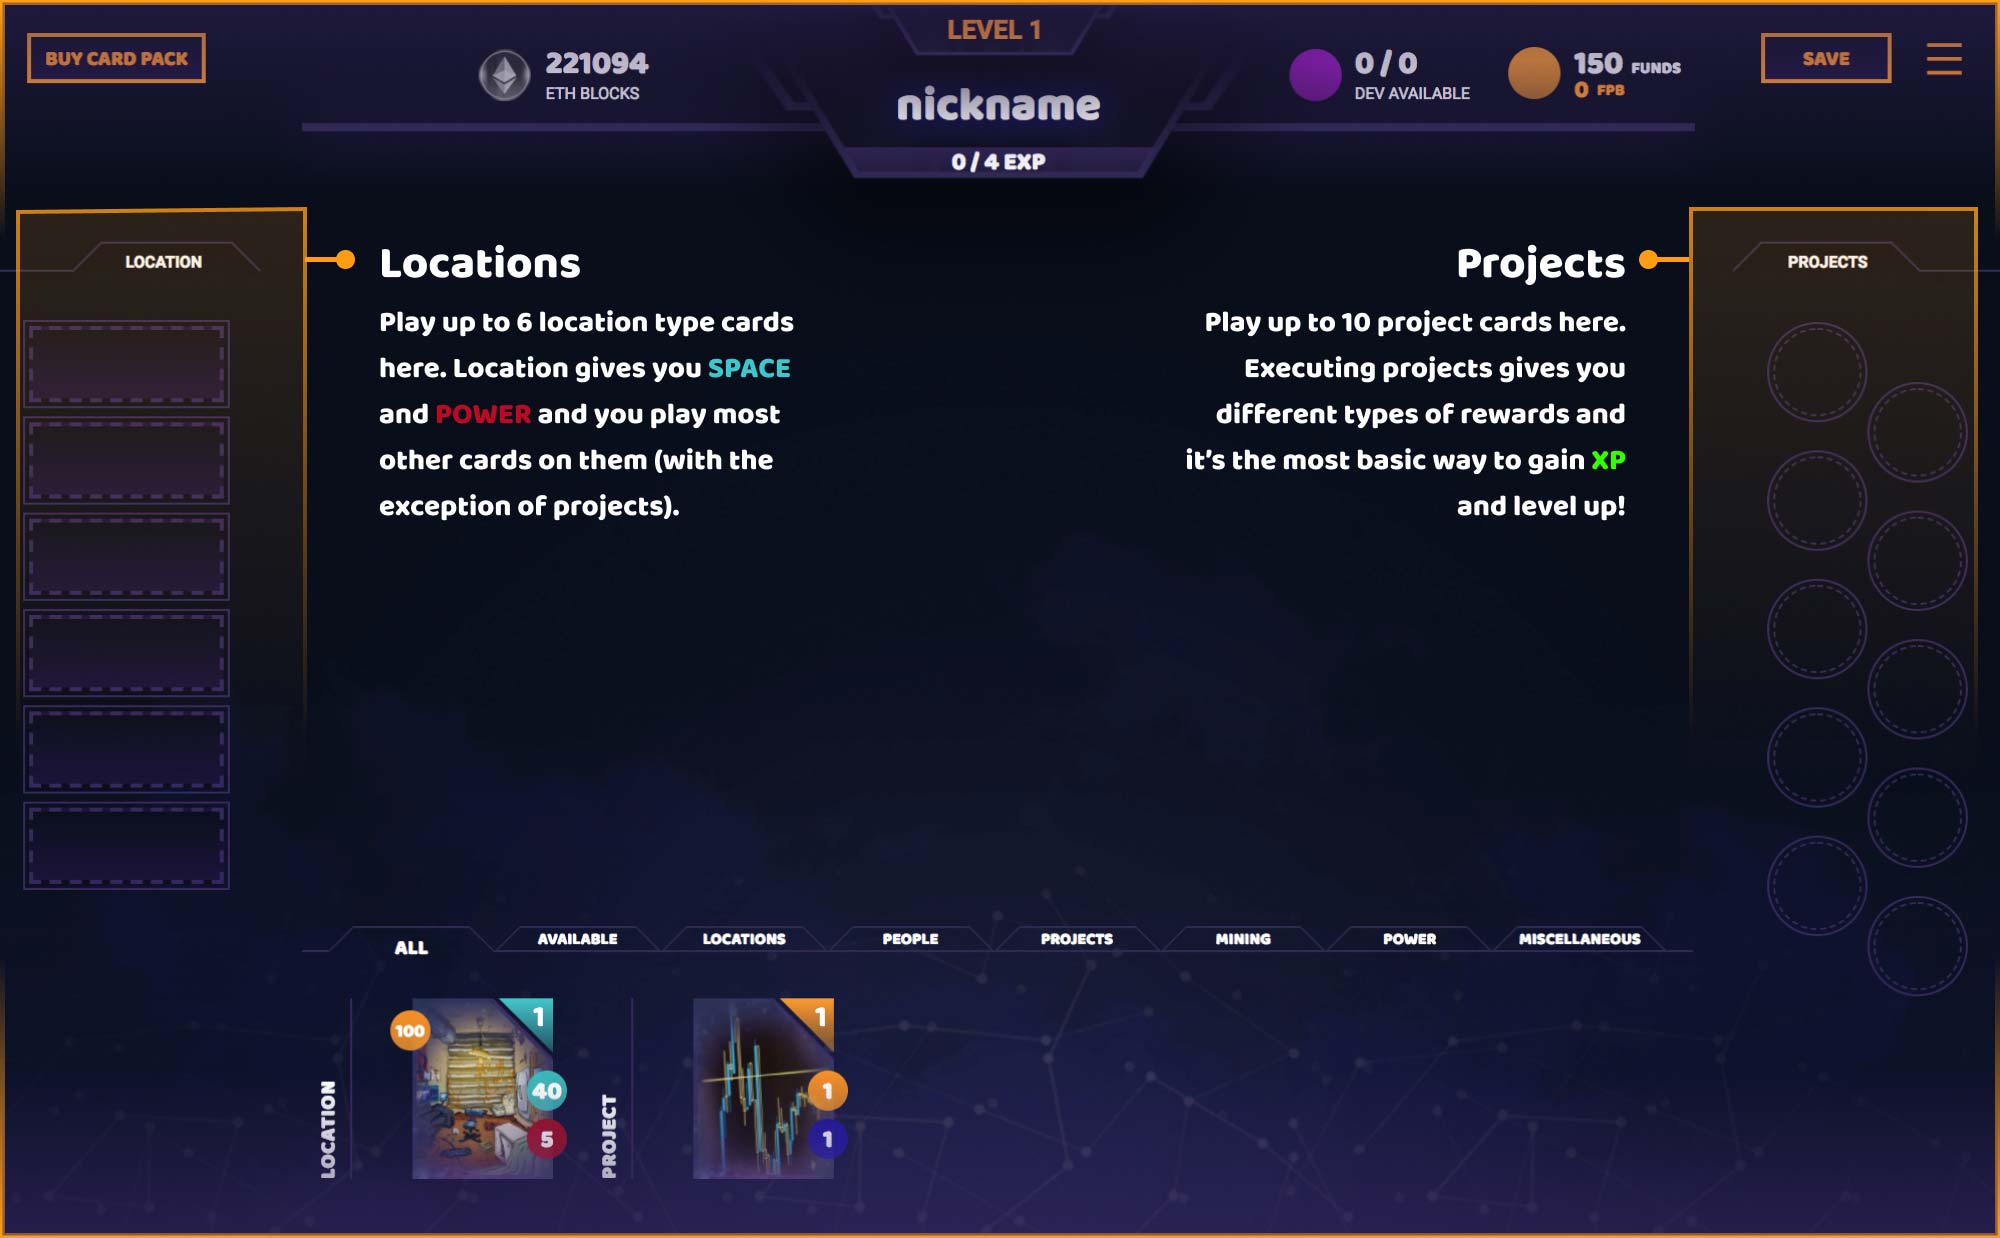 LEVEL 1
BUY CARD PACK
221094
ETH BLOCKS
nickname
0 / 4 EXP
0 / 0
DEV AVAILABLE
150 FUNDS
0 FPB
SAVE
LOCATION
Locations
Play up to 6 location type cards
here. Location gives you SPACE
and POWER and you play most
other cards on them (with the
exception of projects).
Projects
Play up to 10 project cards here.
Executing projects gives you
different types of rewards and
it's the most basic way to gain XP
and level up!
PROJECTS
ALL
AVAILABLE
LOCATIONS
PEOPLE
PROJECTS
MINING
POWER
MISCELLANEOUS
LOCATION
100
1
40
5
PROJECT
1
1
1